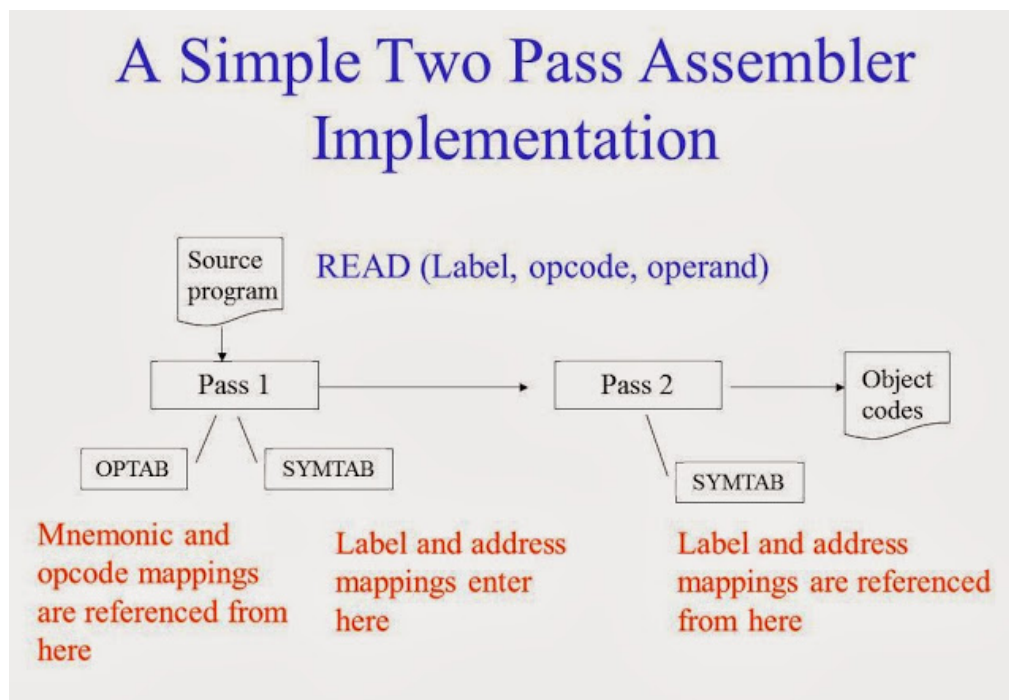 A Simple Two Pass Assembler
Implementation
Source
program
READ (Label, opcode, operand)
Pass 1
Pass 2
Object
codes
OPTAB
SYMTAB
SYMTAB
Mnemonic and
opcode mappings
are referenced from
here
Label and address
mappings enter
here
Label and address
mappings are referenced
from here